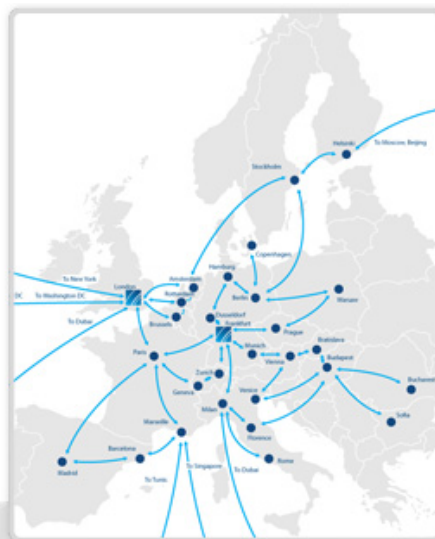 Helsinki
To Moscow, Beijing
Stockholm
Copenhagen
Hamburg
Amsterdam
To New York
London
Rotterdam
Berlin
DC
To Washington DC
Warsaw
Dusseldorf
To Dubai
Brussels
Frankfurt
Prague
Bratislava
Paris
Munich
Vienna
Budapest
Zurich
Geneva
Venice
Bucharest
Milan
Sofia
Marseille
Florence
Barcelona
Rome
Madrid
To Singapore
To Dubai
To Tunis